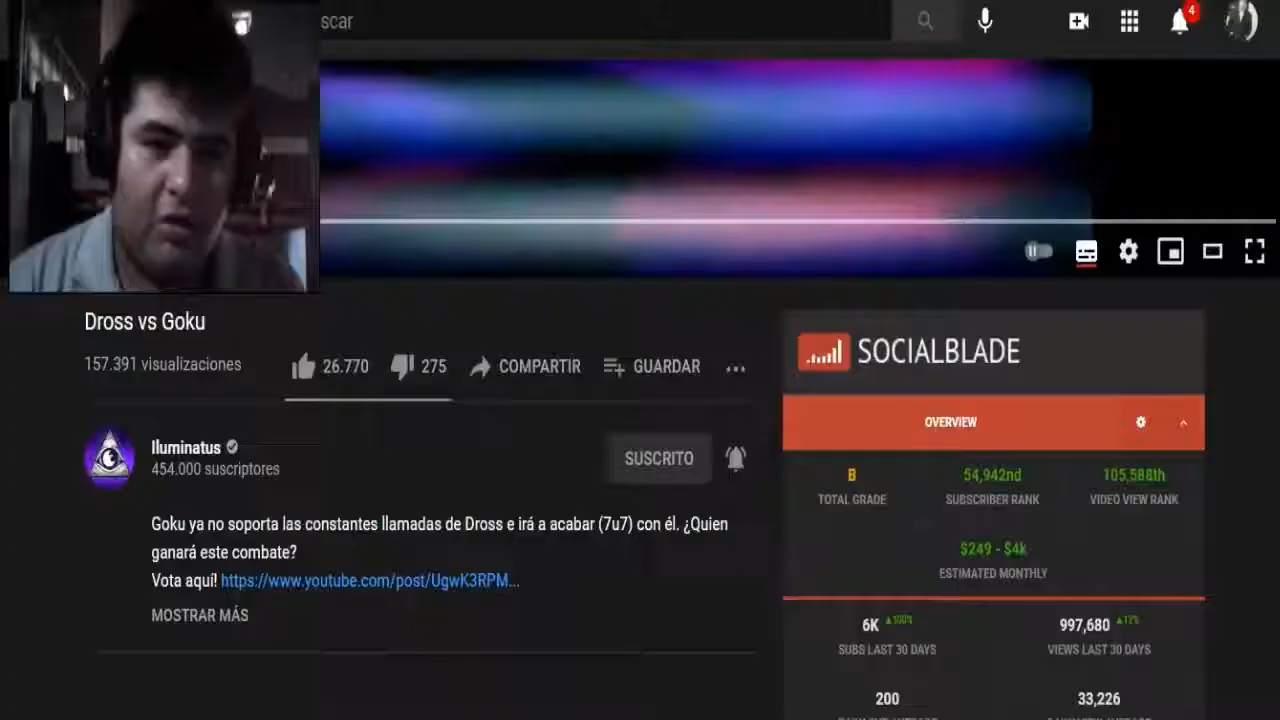 scar
4
Dross vs Goku
157.391 visualizaciones
26.770
275
COMPARTIR
GUARDAR
Iluminatus
454.000 suscriptores
SUSCRITO
Goku ya no soporta las constantes llamadas de Dross e irá a acabar (7u7) con él. ¿Quien
ganará este combate?
Vota aquí! https://www.youtube.com/post/UgwK3RPM...
MOSTRAR MÁS
SOCIALBLADE
OVERVIEW
B
TOTAL GRADE
54,942nd
SUBSCRIBER RANK
105,588th
VIDEO VIEW RANK
$249 - $4k
ESTIMATED MONTHLY
6K ▲100%
SUBS LAST 30 DAYS
997,680
VIEWS LAST 30 DAYS
200
33,226